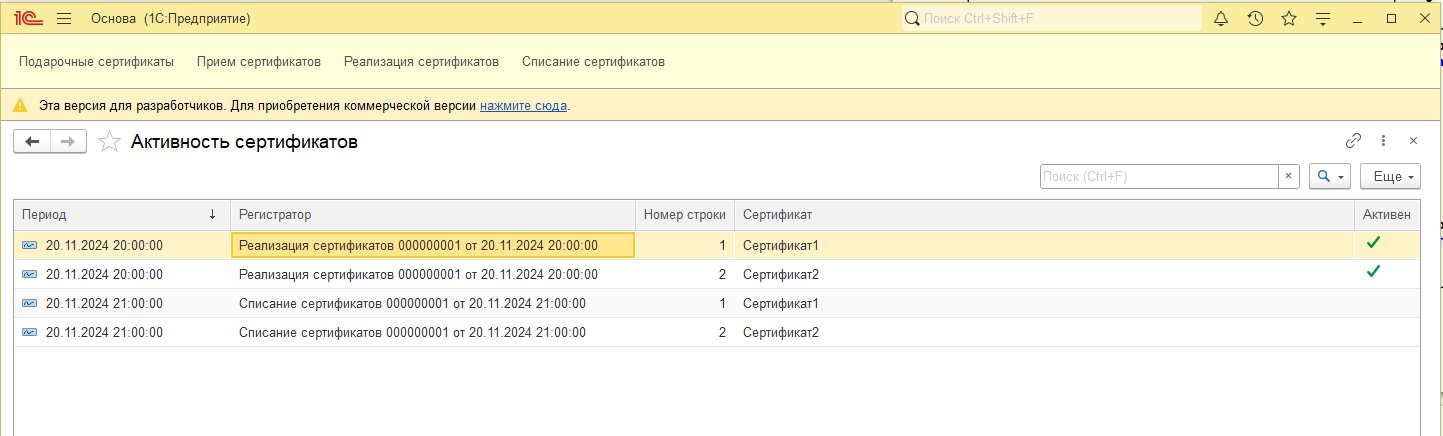 1С Основа (1С:Предприятие) Поиск Ctrl+Shift+F
Подарочные сертификаты Прием сертификатов Реализация сертификатов Списание сертификатов
Эта версия для разработчиков. Для приобретения коммерческой версии нажмите сюда.
Активность сертификатов
Поиск (Ctrl+F) × Еще
Период ↓ Регистратор Номер строки Сертификат Активен
20.11.2024 20:00:00 Реализация сертификатов 000000001 от 20.11.2024 20:00:00 1 Сертификат1
20.11.2024 20:00:00 Реализация сертификатов 000000001 от 20.11.2024 20:00:00 2 Сертификат2
20.11.2024 21:00:00 Списание сертификатов 000000001 от 20.11.2024 21:00:00 1 Сертификат1
20.11.2024 21:00:00 Списание сертификатов 000000001 от 20.11.2024 21:00:00 2 Сертификат2